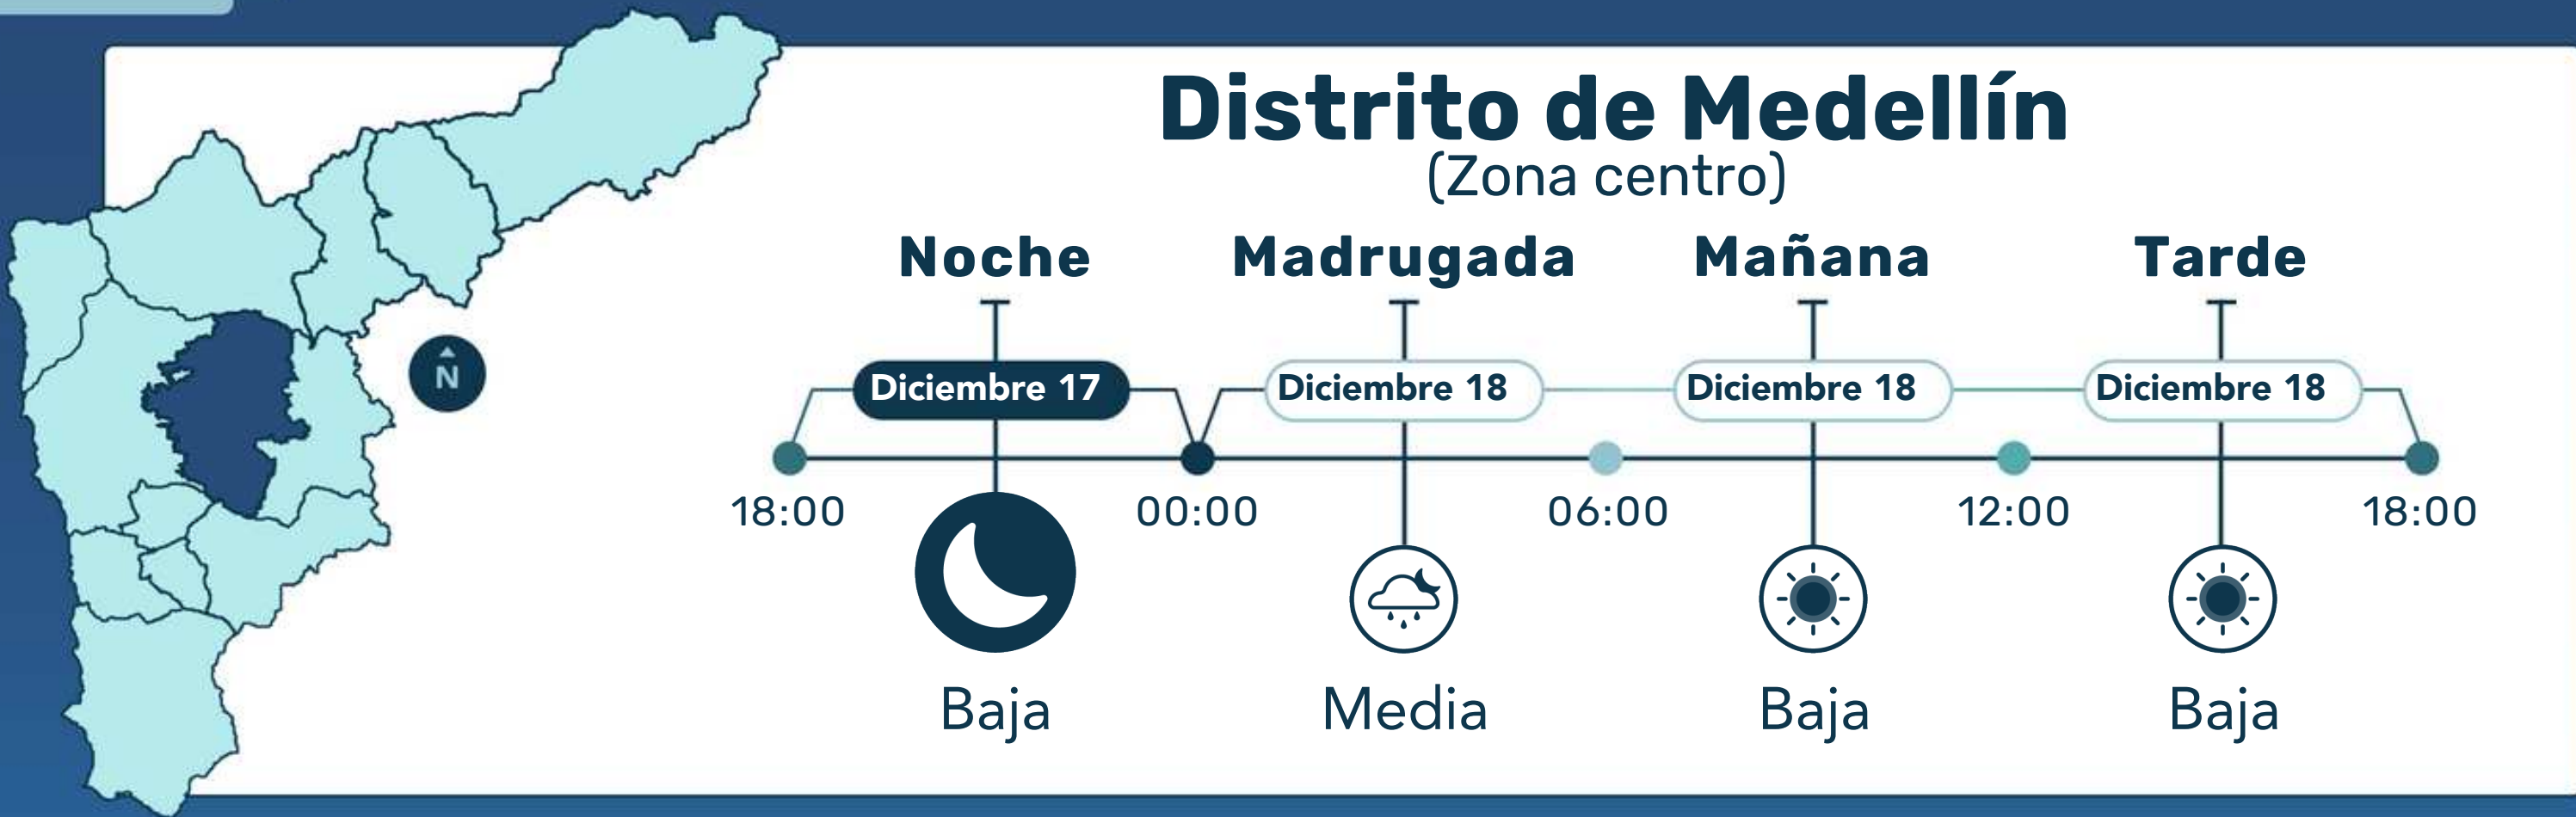 Distrito de Medellín
(Zona centro)
Noche Madrugada Mañana Tarde
Diciembre 17 Diciembre 18 Diciembre 18 Diciembre 18
N
18:00 00:00 06:00 12:00 18:00
Baja Media Baja Baja